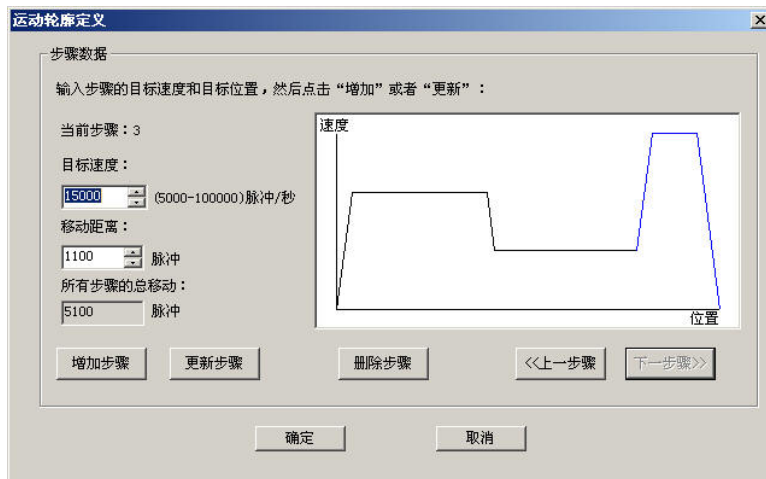 运动轮廓定义
步骤数据
输入步骤的目标速度和目标位置，然后点击“增加”或者“更新”：
当前步骤：3
目标速度：
15000 (5000-100000)脉冲/秒
移动距离：
1100 脉冲
所有步骤的总移动：
5100 脉冲
速度
位置
增加步骤 更新步骤 删除步骤 <<上一步骤 下一步骤>>
确定 取消